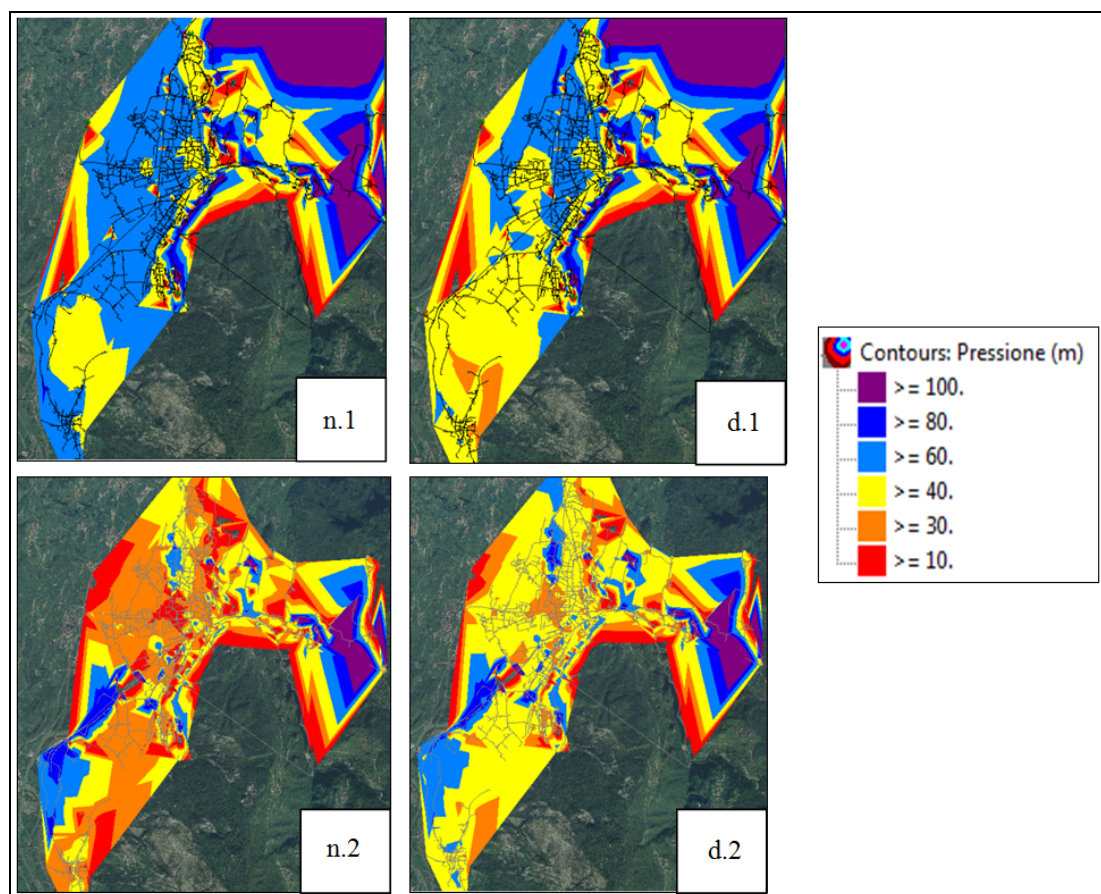 n.1
d.1
Contours: Pressione (m)
>= 100.
>= 80.
>= 60.
>= 40.
>= 30.
>= 10.
n.2
d.2